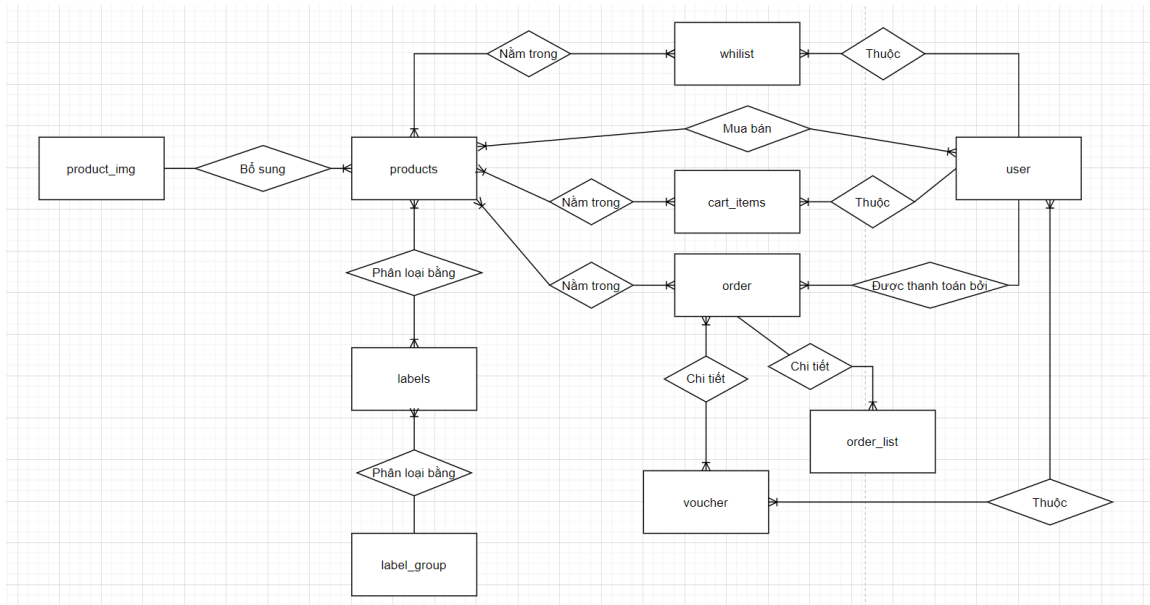 Nằm trong
whilist
Thuộc
Mua bán
product_img
Bổ sung
products
user
Nằm trong
cart_items
Thuộc
Phân loại bằng
Nằm trong
order
Được thanh toán bởi
Chi tiết
Chi tiết
labels
order_list
Phân loại bằng
voucher
Thuộc
label_group